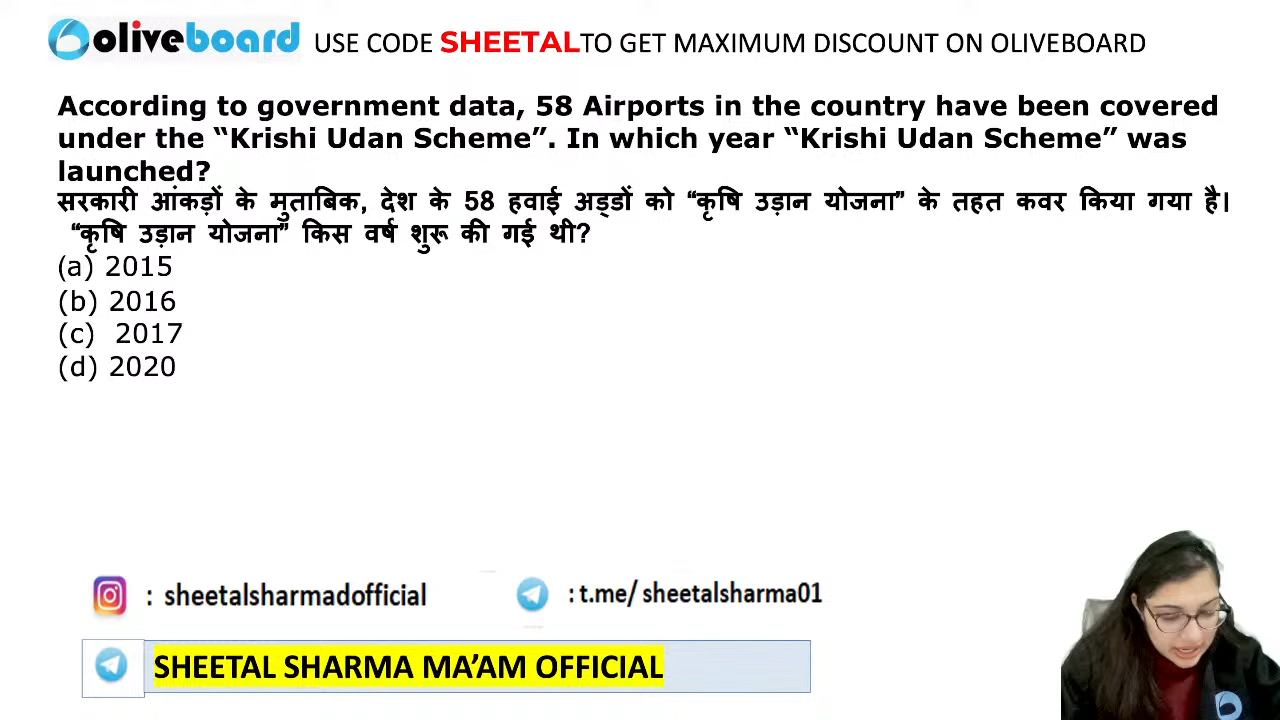 oliveboard USE CODE SHEETAL TO GET MAXIMUM DISCOUNT ON OLIVEBOARD
According to government data, 58 Airports in the country have been covered
under the “Krishi Udan Scheme”. In which year “Krishi Udan Scheme” was
launched?
सरकारी आंकड़ों के मुताबिक, देश के 58 हवाई अड्डों को “कृषि उड़ान योजना” के तहत कवर किया गया है।
“कृषि उड़ान योजना” किस वर्ष शुरू की गई थी?
(a) 2015
(b) 2016
(c) 2017
(d) 2020
: sheetalsharmadofficial : t.me/ sheetalsharma01
SHEETAL SHARMA MA’AM OFFICIAL